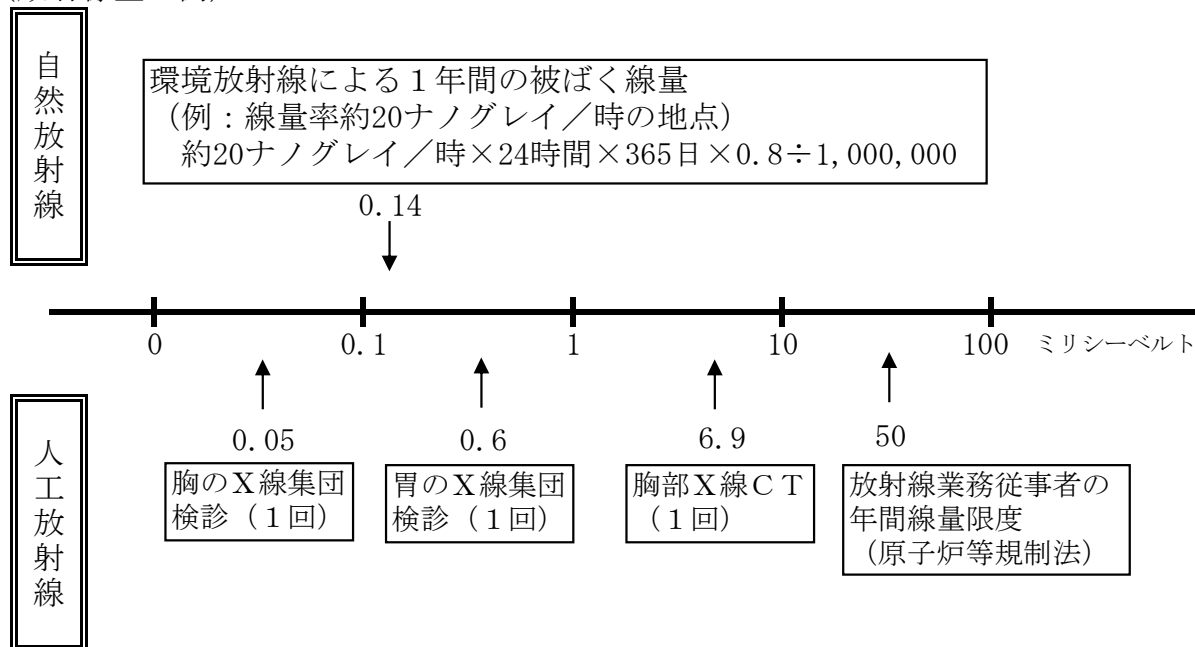 自然放射線
環境放射線による１年間の被ばく線量
（例：線量率約20ナノグレイ／時の地点）
約20ナノグレイ／時×24時間×365日×0.8÷1,000,000
0.14
0
0.1
1
10
100
ミリシーベルト
人工放射線
0.05
胸のＸ線集団
検診（１回）
0.6
胃のＸ線集団
検診（１回）
6.9
胸部Ｘ線ＣＴ
（１回）
50
放射線業務従事者の
年間線量限度
（原子炉等規制法）